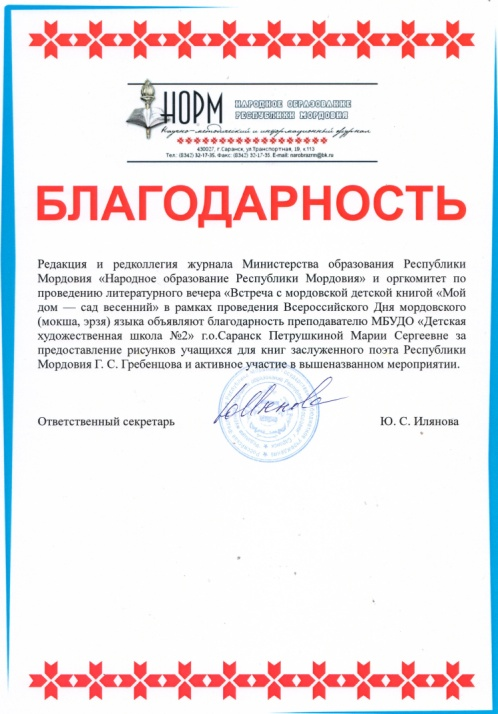 НОРМ
НАРОДНОЕ ОБРАЗОВАНИЕ
РЕСПУБЛИКИ МОРДОВИЯ
Научно-методический и информационный журнал
430027, г.Саранск, ул.Транспортная, 19, к.113
Тел: (8342) 32-17-35. Факс: (8342) 32-17-35 E-mail: narobrazrm@bk.ru
БЛАГОДАРНОСТЬ
Редакция и редколлегия журнала Министерства образования Республики
Мордовия «Народное образование Республики Мордовия» и оргкомитет по
проведению литературного вечера «Встреча с мордовской детской книгой «Мой
дом — сад весенний» в рамках проведения Всероссийского Дня мордовского
(мокша, эрзя) языка объявляют благодарность преподавателю МБУДО «Детская
художественная школа №2» г.о.Саранск Петрушкиной Марии Сергеевне за
предоставление рисунков учащихся для книг заслуженного поэта Республики
Мордовия Г. С. Гребенцова и активное участие в вышеназванном мероприятии.
Ответственный секретарь
Ю. С. Илянова